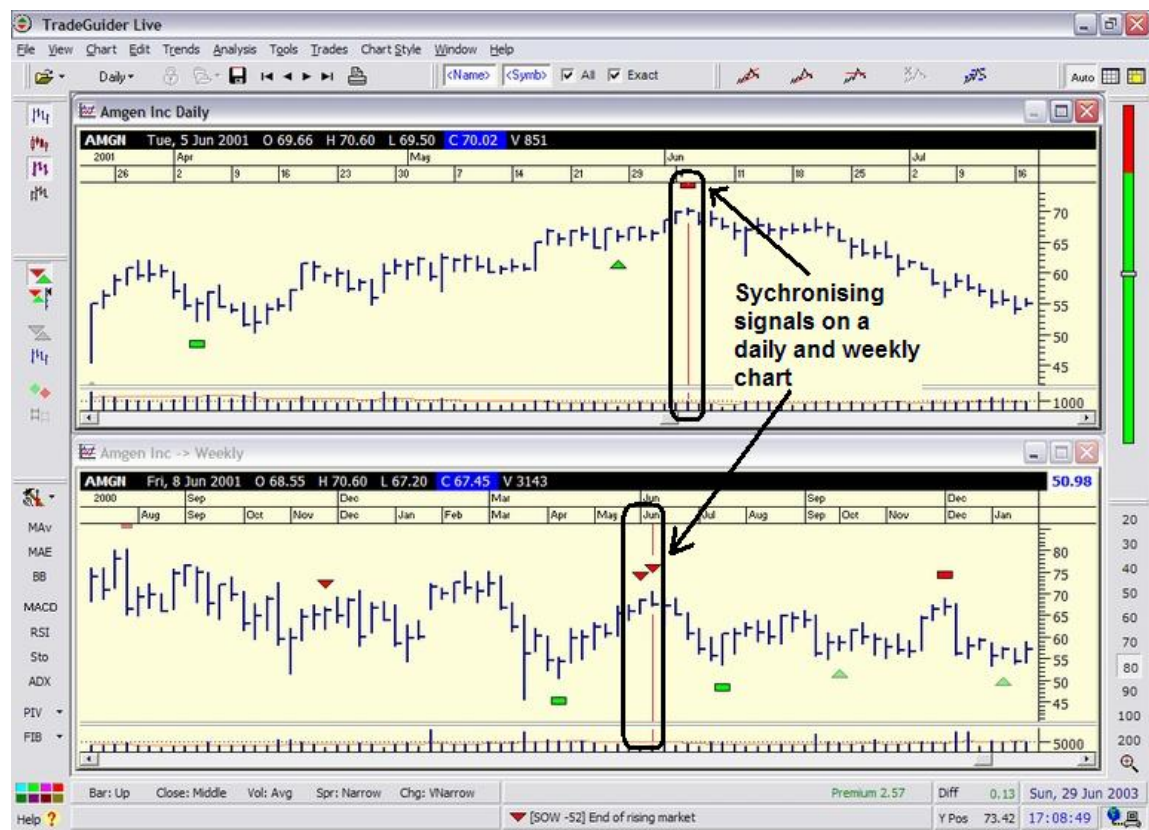 TradeGuider Live
File View Chart Edit Trends Analysis Tools Trades Chart Style Window Help
Daily <Name> <Symb> All Exact Auto
Amgen Inc Daily
AMGN Tue, 5 Jun 2001 O 69.66 H 70.60 L 69.50 C 70.02 V 851
2001 Apr May Jun Jul
26 2 9 16 23 30 7 14 21 29 11 18 25 2 9 16
70
65
60
55
50
45
1000
Sychronising
signals on a
daily and weekly
chart
Amgen Inc -> Weekly
AMGN Fri, 8 Jun 2001 O 68.55 H 70.60 L 67.20 C 67.45 V 3143 50.98
2000 Sep Dec Mar Jun Sep Dec
Aug Sep Oct Nov Dec Jan Feb Mar Apr May Jun Jul Aug Sep Oct Nov Dec Jan
80
75
70
65
60
55
50
45
5000
MAv
MAE
BB
MACD
RSI
Sto
ADX
PIV
FIB
20
30
40
50
60
70
80
90
100
200
Bar: Up Close: Middle Vol: Avg Spr: Narrow Chg: VNarrow Premium 2.57 Diff 0.13 Sun, 29 Jun 2003
Help ? [SOW -52] End of rising market Y Pos 73.42 17:08:49